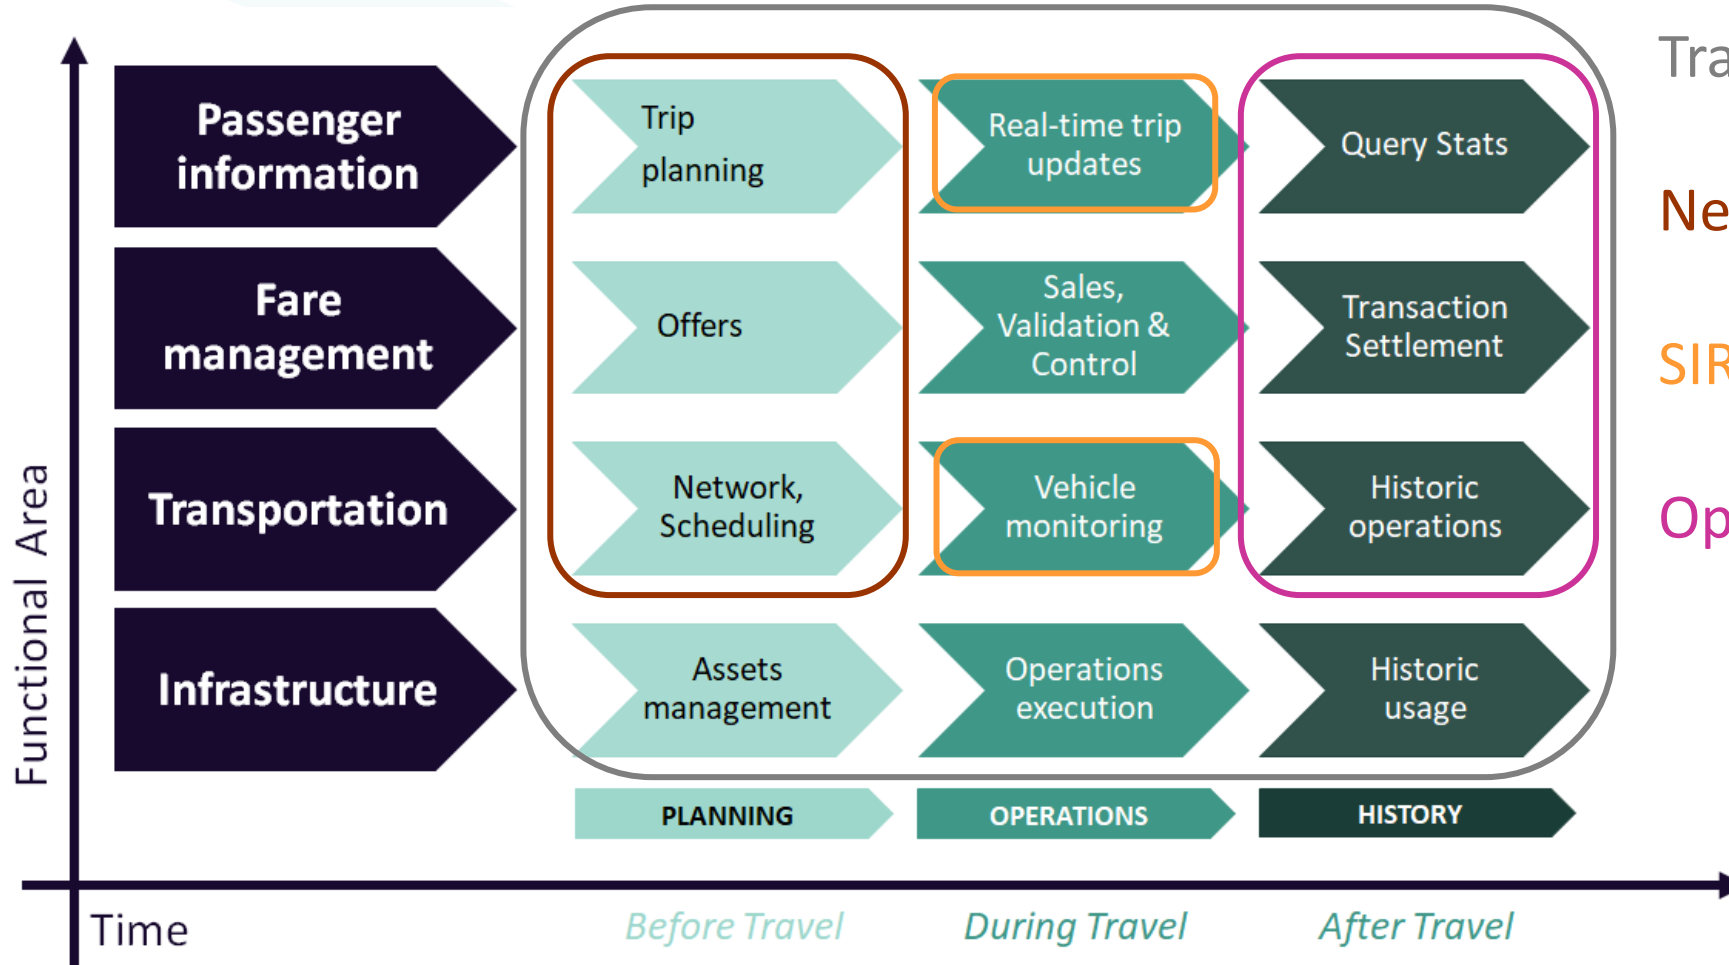 Passenger
information
Trip
planning
Real-time trip
updates
Query Stats
Tra
Ne
Fare
management
Offers
Sales,
Validation &
Control
Transaction
Settlement
SIR
Transportation
Network,
Scheduling
Vehicle
monitoring
Historic
operations
Op
Infrastructure
Assets
management
Operations
execution
Historic
usage
Functional Area
PLANNING
OPERATIONS
HISTORY
Time
Before Travel
During Travel
After Travel